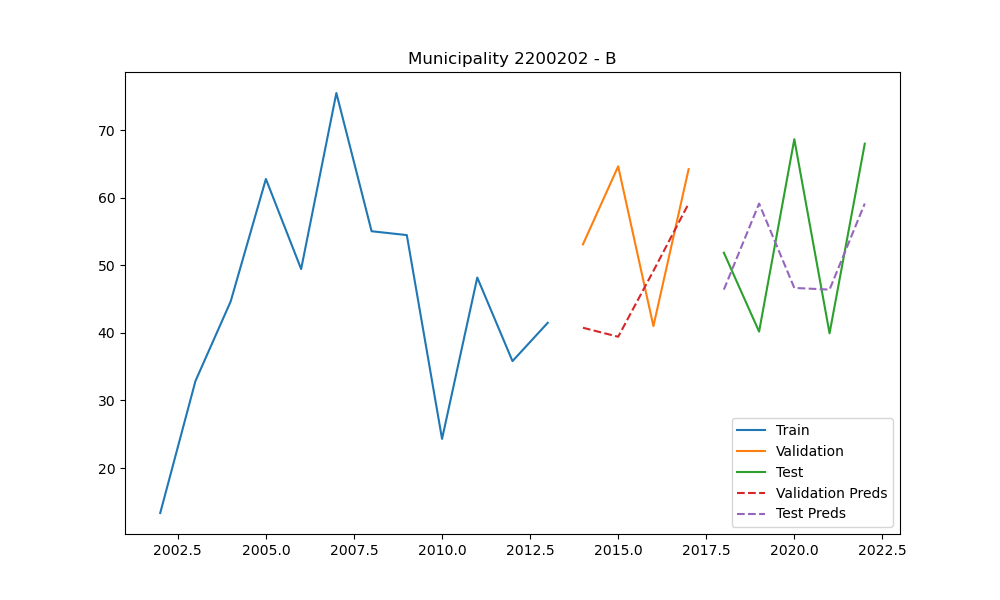 Municipality 2200202 - B
70
60
50
40
30
20
2002.5 2005.0 2007.5 2010.0 2012.5 2015.0 2017.5 2020.0 2022.5
Train
Validation
Test
Validation Preds
Test Preds